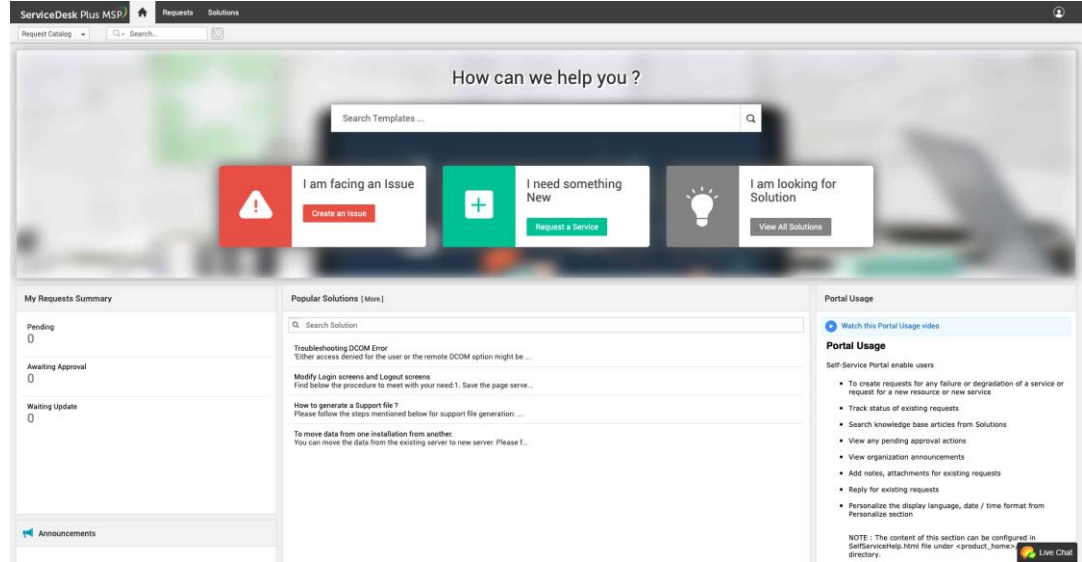 ServiceDesk Plus MSP
Requests
Solutions
Request Catalog
Search...
How can we help you ?
Search Templates ...
I am facing an Issue
Create an Issue
I need something
New
Request a Service
I am looking for
Solution
View All Solutions
My Requests Summary
Pending
0
Awaiting Approval
0
Waiting Update
0
Announcements
Popular Solutions [ More ]
Search Solution
Troubleshooting DCOM Error
'Either access denied for the user or the remote DCOM option might be ...
Modify Login screens and Logout screens
Find below the procedure to meet with your need:1. Save the page serve...
How to generate a Support file ?
Please follow the steps mentioned below for support file generation: ...
To move data from one installation from another.
You can move the data from the existing server to new server. Please f...
Portal Usage
Watch this Portal Usage video
Portal Usage
Self-Service Portal enable users
• To create requests for any failure or degradation of a service or
request for a new resource or new service
• Track status of existing requests
• Search knowledge base articles from Solutions
• View any pending approval actions
• View organization announcements
• Add notes, attachments for existing requests
• Reply for existing requests
• Personalize the display language, date / time format from
Personalize section
NOTE : The content of this section can be configured in
SelfServiceHelp.html file under <product_home>
directory.
Live Chat